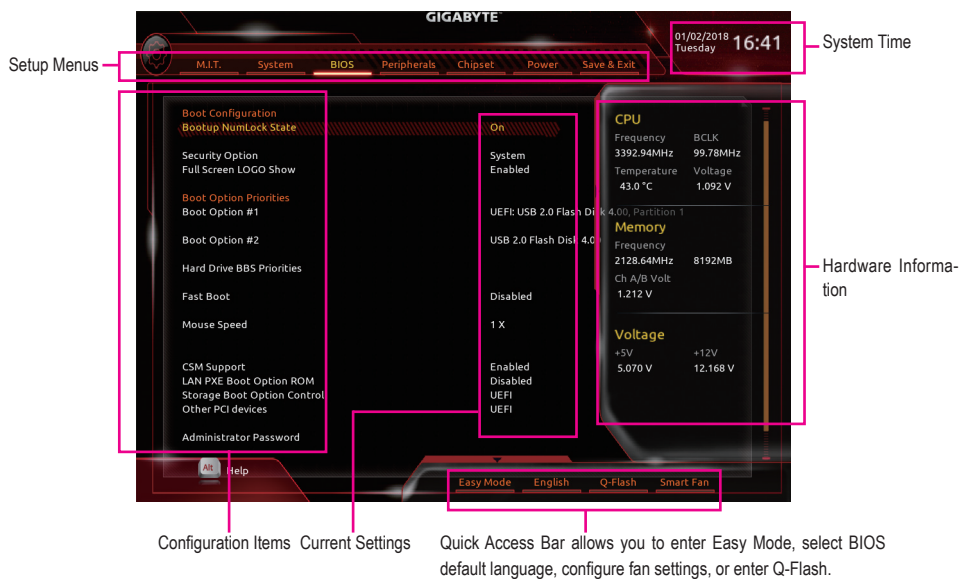 GIGABYTE
01/02/2018
Tuesday
16:41
System Time
Setup Menus
M.I.T. System BIOS Peripherals Chipset Power Save & Exit
Boot Configuration
Bootup NumLock State On
Security Option System
Full Screen LOGO Show Enabled
Boot Option Priorities
Boot Option #1 UEFI: USB 2.0 Flash Disk 4.00, Partition 1
Boot Option #2 USB 2.0 Flash Disk 4.00
Hard Drive BBS Priorities
Fast Boot Disabled
Mouse Speed 1 X
CSM Support Enabled
LAN PXE Boot Option ROM Disabled
Storage Boot Option Control UEFI
Other PCI devices UEFI
Administrator Password
CPU
Frequency BCLK
3392.94MHz 99.78MHz
Temperature Voltage
43.0 °C 1.092 V
Memory
Frequency
2128.64MHz 8192MB
Ch A/B Volt
1.212 V
Voltage
+5V +12V
5.070 V 12.168 V
Hardware Informa-
tion
Alt Help
Easy Mode English Q-Flash Smart Fan
Configuration Items
Current Settings
Quick Access Bar allows you to enter Easy Mode, select BIOS
default language, configure fan settings, or enter Q-Flash.